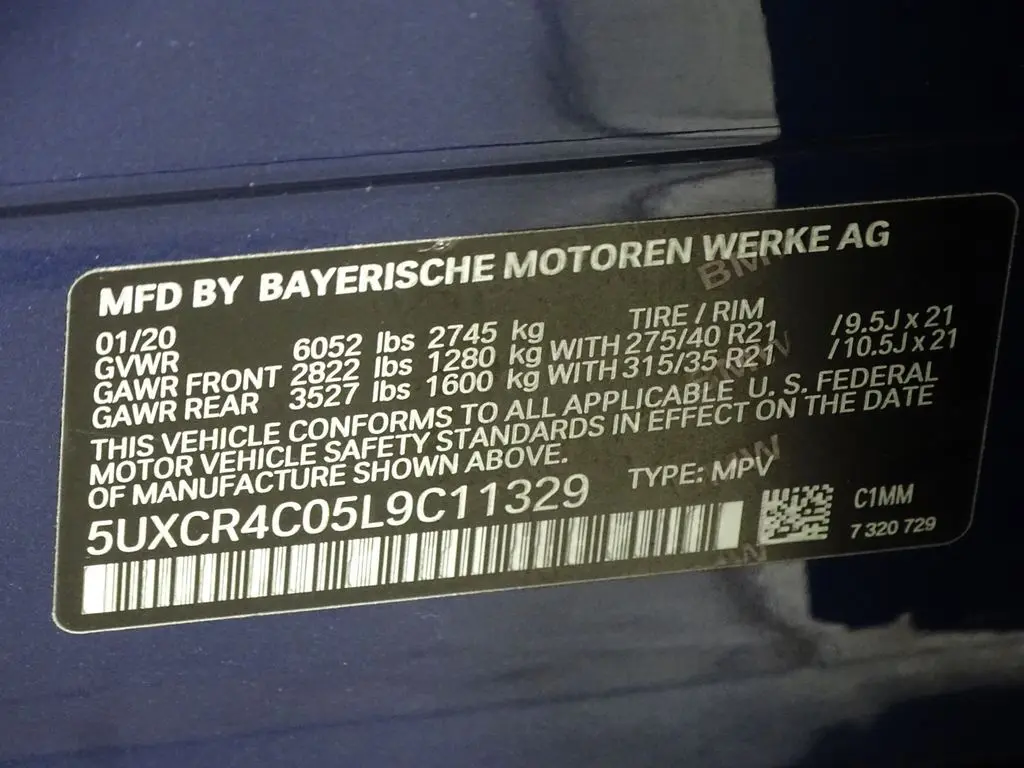 MFD BY BAYERISCHE MOTOREN WERKE AG
BMW
01/20 TIRE / RIM
GVWR 6052 lbs 2745 kg
GAWR FRONT 2822 lbs 1280 kg WITH 275/40 R21 /9.5J x 21
GAWR REAR 3527 lbs 1600 kg WITH 315/35 R21 /10.5J x 21
THIS VEHICLE CONFORMS TO ALL APPLICABLE U. S. FEDERAL
MOTOR VEHICLE SAFETY STANDARDS IN EFFECT ON THE DATE
OF MANUFACTURE SHOWN ABOVE.
5UXCR4C05L9C11329 TYPE: MPV
C1MM
7 320 729